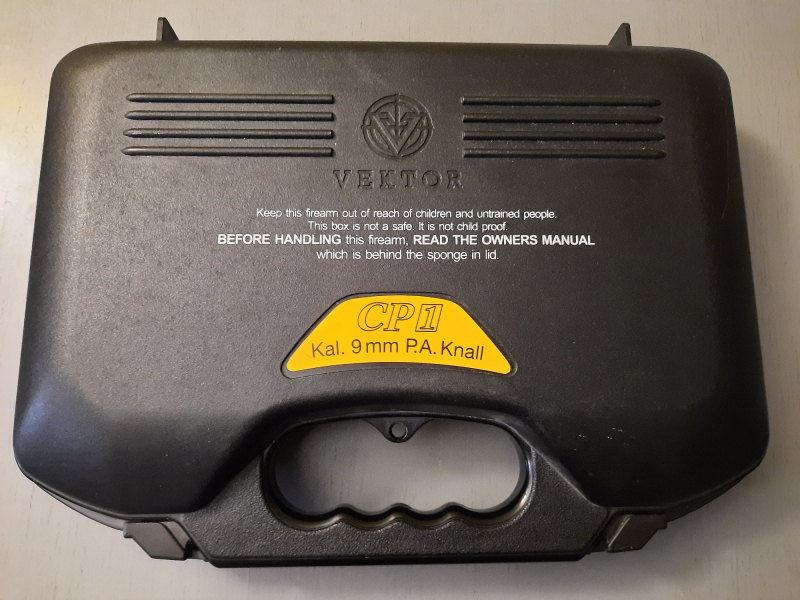 VEKTOR
Keep this firearm out of reach of children and untrained people.
This box is not a safe. It is not child proof.
BEFORE HANDLING this firearm, READ THE OWNERS MANUAL
which is behind the sponge in lid.
CP1
Kal. 9mm P.A. Knall